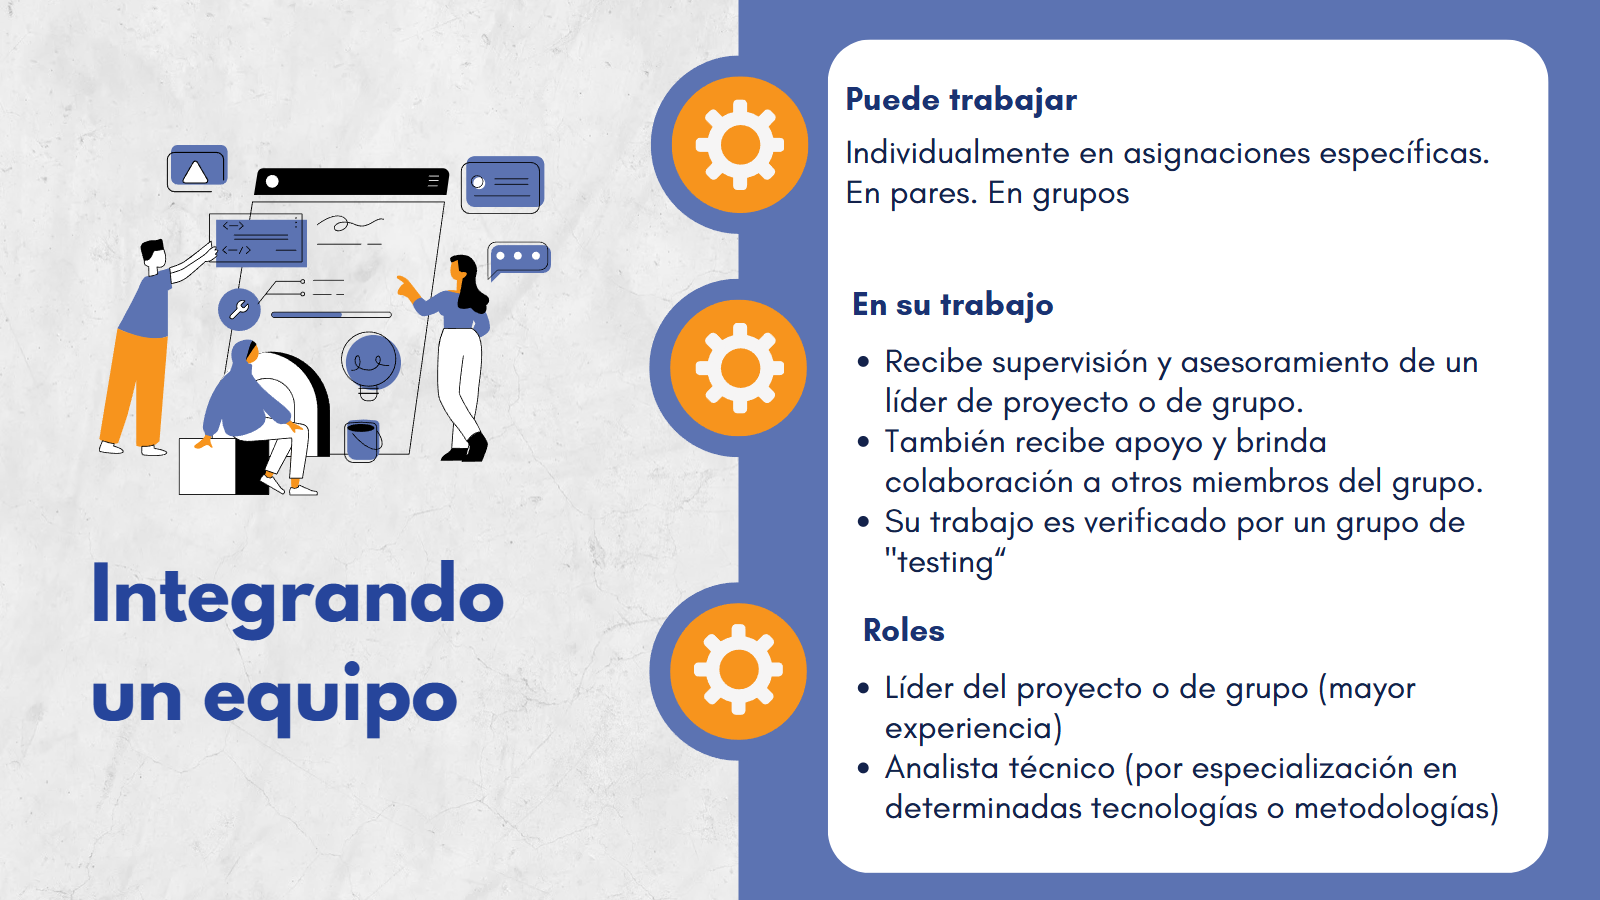 Integrando
un equipo
Puede trabajar
Individualmente en asignaciones específicas.
En pares. En grupos
En su trabajo
• Recibe supervisión y asesoramiento de un
líder de proyecto o de grupo.
• También recibe apoyo y brinda
colaboración a otros miembros del grupo.
• Su trabajo es verificado por un grupo de
"testing“
Roles
• Líder del proyecto o de grupo (mayor
experiencia)
• Analista técnico (por especialización en
determinadas tecnologías o metodologías)